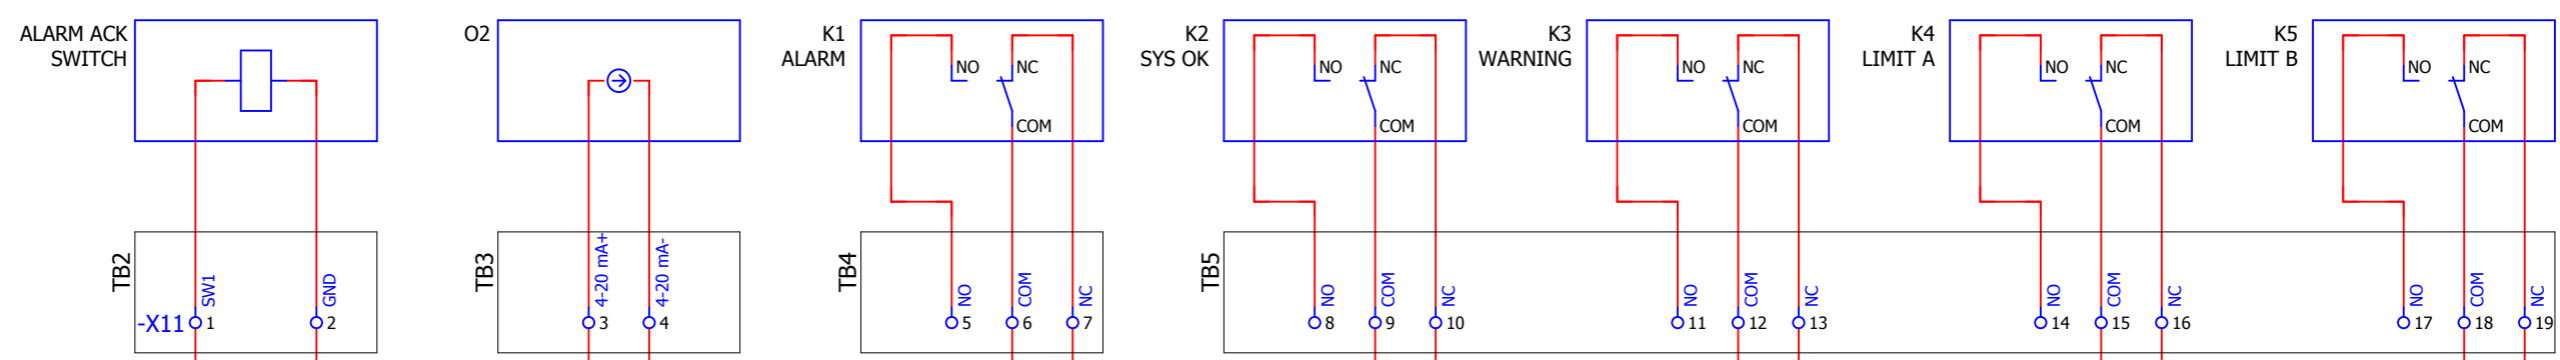 ALARM ACK
SWITCH
O2
K1
ALARM
NO
NC
COM
K2
SYS OK
NO
NC
COM
K3
WARNING
NO
NC
COM
K4
LIMIT A
NO
NC
COM
K5
LIMIT B
NO
NC
COM
TB2
-X11
SW1
1
GND
2
TB3
4-20 mA+
3
4-20 mA-
4
TB4
NO
5
COM
6
NC
7
TB5
NO
8
COM
9
NC
10
NO
11
COM
12
NC
13
NO
14
COM
15
NC
16
NO
17
COM
18
NC
19